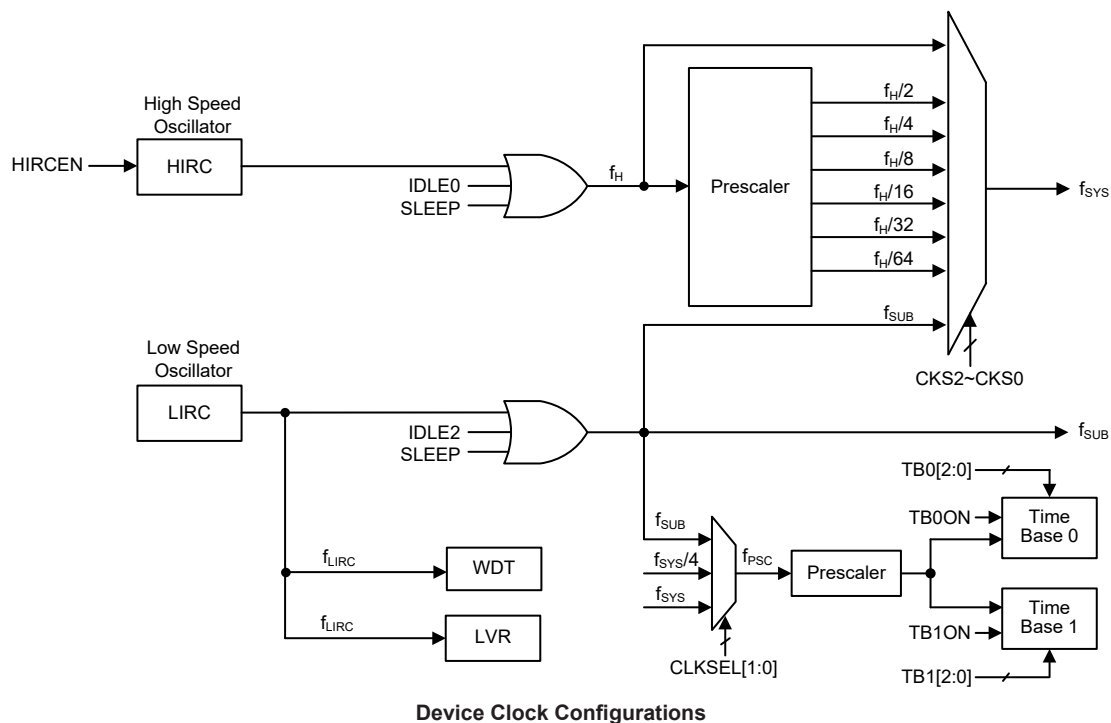 High Speed
Oscillator
HIRCEN
HIRC
IDLE0
SLEEP
fH
Prescaler
fH/2
fH/4
fH/8
fH/16
fH/32
fH/64
fSUB
fSYS
CKS2~CKS0
Low Speed
Oscillator
LIRC
IDLE2
SLEEP
fSUB
fLIRC
WDT
fLIRC
LVR
fSUB
fSYS/4
fSYS
fPSC
Prescaler
CLKSEL[1:0]
TB0[2:0]
TB0ON
Time
Base 0
Time
Base 1
TB1ON
TB1[2:0]
Device Clock Configurations